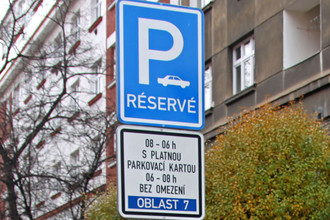 P
RÉSERVÉ
08 - 06 h
S PLATNOU
PARKOVACÍ KARTOU
06 - 08 h
BEZ OMEZENÍ
OBLAST 7